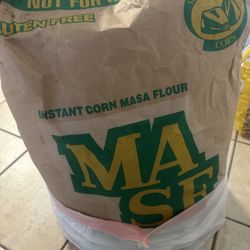 NOT FOR
GLUTEN FREE
CORN
INSTANT CORN MASA FLOUR
MA
SE